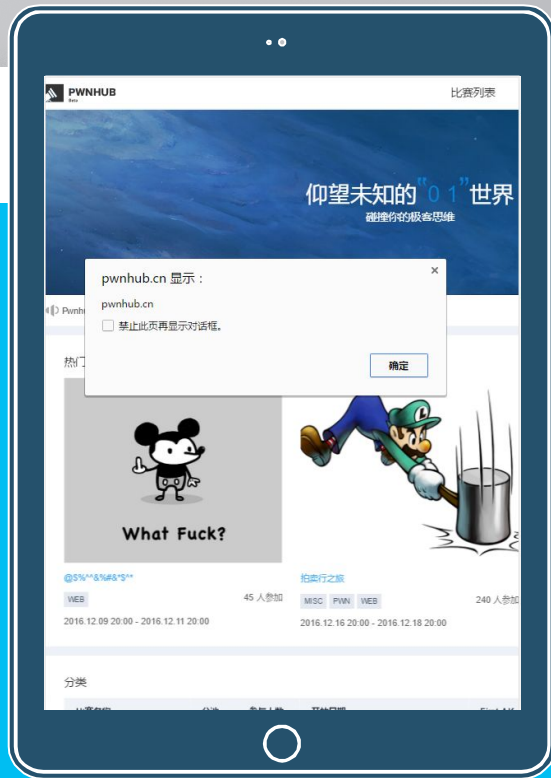 PWNHUB
Beta
比赛列表
仰望未知的"0 1"世界
碰撞你的极客思维
pwnhub.cn 显示：
pwnhub.cn
禁止此页再显示对话框。
确定
热门
What Fuck?
@$%^^&%#&*$^^
WEB
45 人参加
2016.12.09 20:00 - 2016.12.11 20:00
拍卖行之旅
MISC PWN WEB
240 人参加
2016.12.16 20:00 - 2016.12.18 20:00
分类